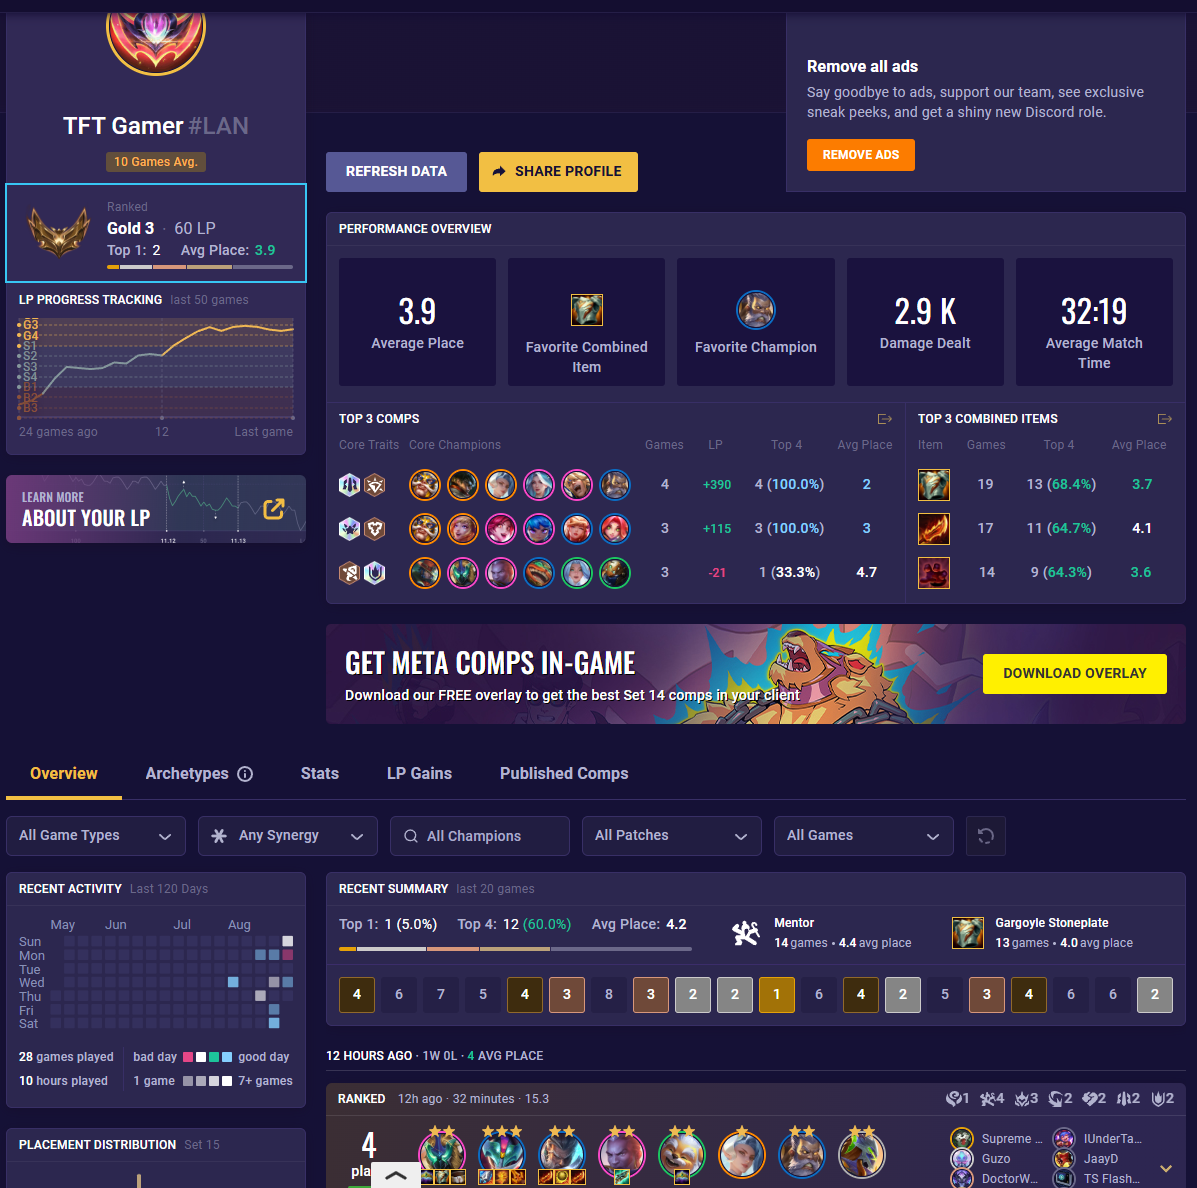 TFT Gamer #LAN
10 Games Avg.
Ranked
Gold 3 · 60 LP
Top 1: 2 Avg Place: 3.9
LP PROGRESS TRACKING last 50 games
G3
G4
S1
S2
S3
S4
B1
B2
B3
24 games ago 12 Last game
LEARN MORE
ABOUT YOUR LP
11.12 11.13
Remove all ads
Say goodbye to ads, support our team, see exclusive
sneak peeks, and get a shiny new Discord role.
REMOVE ADS
REFRESH DATA SHARE PROFILE
PERFORMANCE OVERVIEW
3.9
Average Place
Favorite Combined
Item
Favorite Champion
2.9 K
Damage Dealt
32:19
Average Match
Time
TOP 3 COMPS
Core Traits Core Champions Games LP Top 4 Avg Place
4 +390 4 (100.0%) 2
3 +115 3 (100.0%) 3
3 -21 1 (33.3%) 4.7
TOP 3 COMBINED ITEMS
Item Games Top 4 Avg Place
19 13 (68.4%) 3.7
17 11 (64.7%) 4.1
14 9 (64.3%) 3.6
GET META COMPS IN-GAME
Download our FREE overlay to get the best Set 14 comps in your client
DOWNLOAD OVERLAY
Overview Archetypes Stats LP Gains Published Comps
All Game Types Any Synergy All Champions All Patches All Games
RECENT ACTIVITY Last 120 Days
May Jun Jul Aug
Sun
Mon
Tue
Wed
Thu
Fri
Sat
28 games played bad day good day
10 hours played 1 game 7+ games
PLACEMENT DISTRIBUTION Set 15
RECENT SUMMARY last 20 games
Top 1: 1 (5.0%) Top 4: 12 (60.0%) Avg Place: 4.2
Mentor
14 games • 4.4 avg place
Gargoyle Stoneplate
13 games • 4.0 avg place
4 6 7 5 4 3 8 3 2 2 1 6 4 2 5 3 4 6 6 2
12 HOURS AGO · 1W 0L · 4 AVG PLACE
RANKED 12h ago · 32 minutes · 15.3
1 4 3 2 2 2 2
4
pla
Supreme ... IUnderTa...
Guzo JaayD
DoctorW... TS Flash...